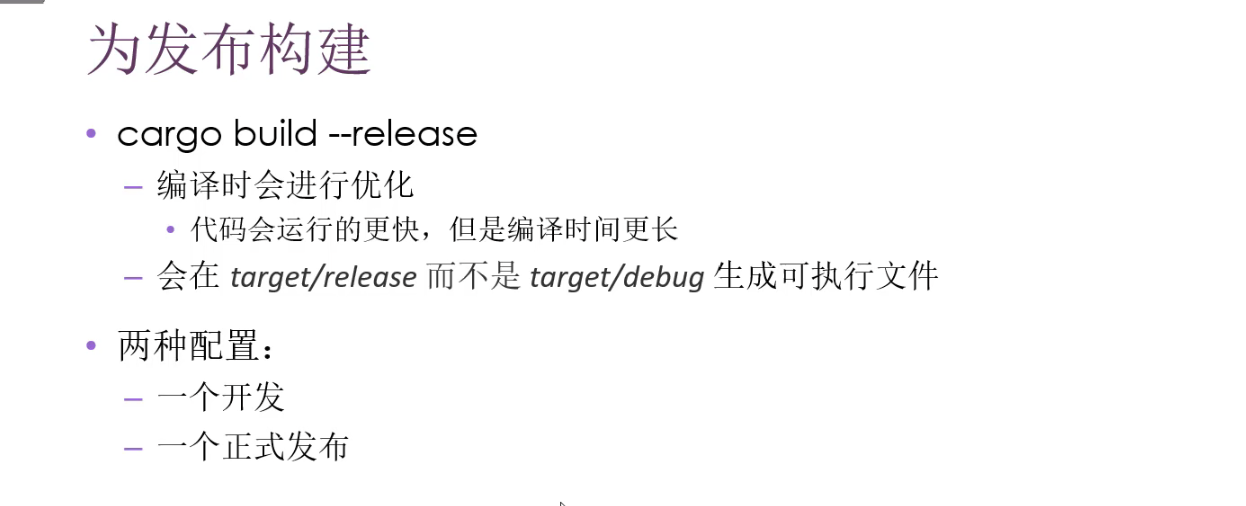 为发布构建
• cargo build --release
– 编译时会进行优化
• 代码会运行的更快，但是编译时间更长
– 会在 target/release 而不是 target/debug 生成可执行文件
• 两种配置：
– 一个开发
– 一个正式发布